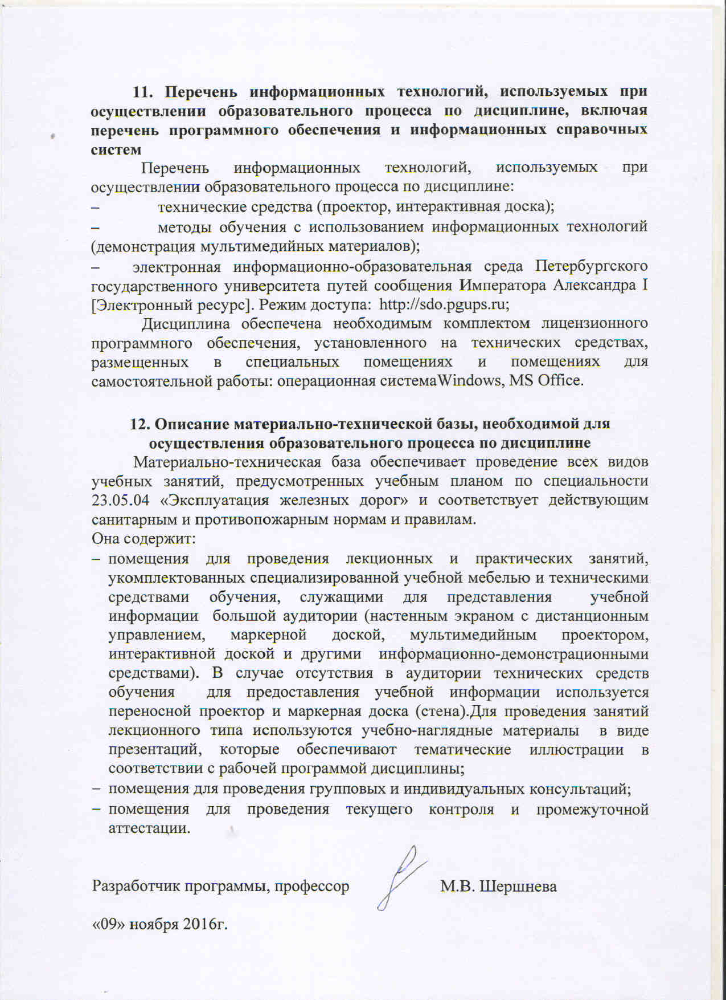 11. Перечень информационных технологий, используемых при
осуществлении образовательного процесса по дисциплине, включая
перечень программного обеспечения и информационных справочных
систем
Перечень информационных технологий, используемых при
осуществлении образовательного процесса по дисциплине:
– технические средства (проектор, интерактивная доска);
– методы обучения с использованием информационных технологий
(демонстрация мультимедийных материалов);
– электронная информационно-образовательная среда Петербургского
государственного университета путей сообщения Императора Александра I
[Электронный ресурс]. Режим доступа: http://sdo.pgups.ru;
Дисциплина обеспечена необходимым комплектом лицензионного
программного обеспечения, установленного на технических средствах,
размещенных в специальных помещениях и помещениях для
самостоятельной работы: операционная системаWindows, MS Office.
12. Описание материально-технической базы, необходимой для
осуществления образовательного процесса по дисциплине
Материально-техническая база обеспечивает проведение всех видов
учебных занятий, предусмотренных учебным планом по специальности
23.05.04 «Эксплуатация железных дорог» и соответствует действующим
санитарным и противопожарным нормам и правилам.
Она содержит:
– помещения для проведения лекционных и практических занятий,
укомплектованных специализированной учебной мебелью и техническими
средствами обучения, служащими для представления учебной
информации большой аудитории (настенным экраном с дистанционным
управлением, маркерной доской, мультимедийным проектором,
интерактивной доской и другими информационно-демонстрационными
средствами). В случае отсутствия в аудитории технических средств
обучения для предоставления учебной информации используется
переносной проектор и маркерная доска (стена).Для проведения занятий
лекционного типа используются учебно-наглядные материалы в виде
презентаций, которые обеспечивают тематические иллюстрации в
соответствии с рабочей программой дисциплины;
– помещения для проведения групповых и индивидуальных консультаций;
– помещения для проведения текущего контроля и промежуточной
аттестации.
Разработчик программы, профессор М.В. Шершнева
«09» ноября 2016г.